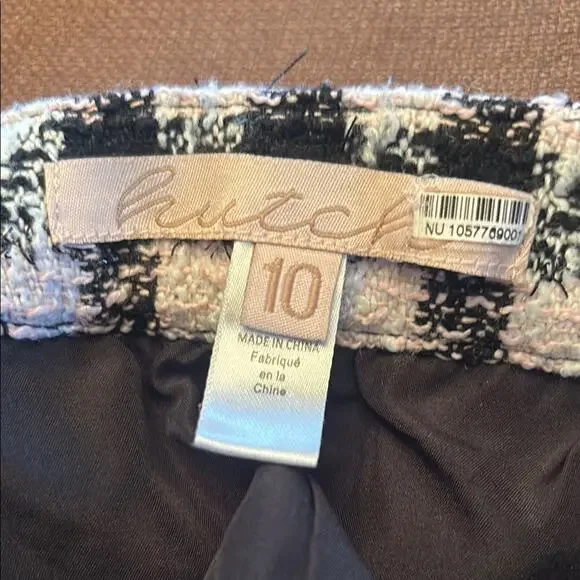 hutch
NU 1057769001
10
MADE IN CHINA
Fabriqué
en la
Chine